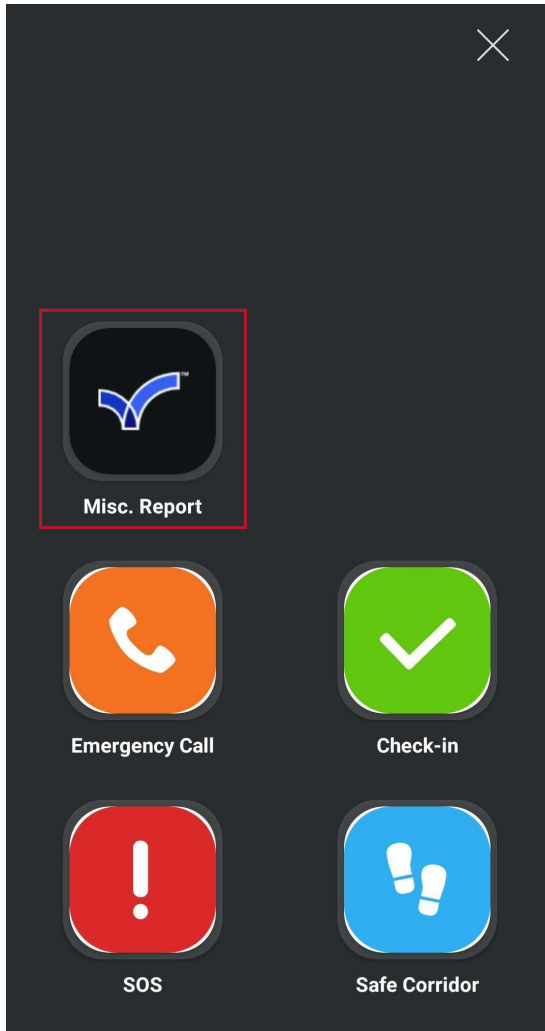 Misc. Report
Emergency Call
Check-in
SOS
Safe Corridor